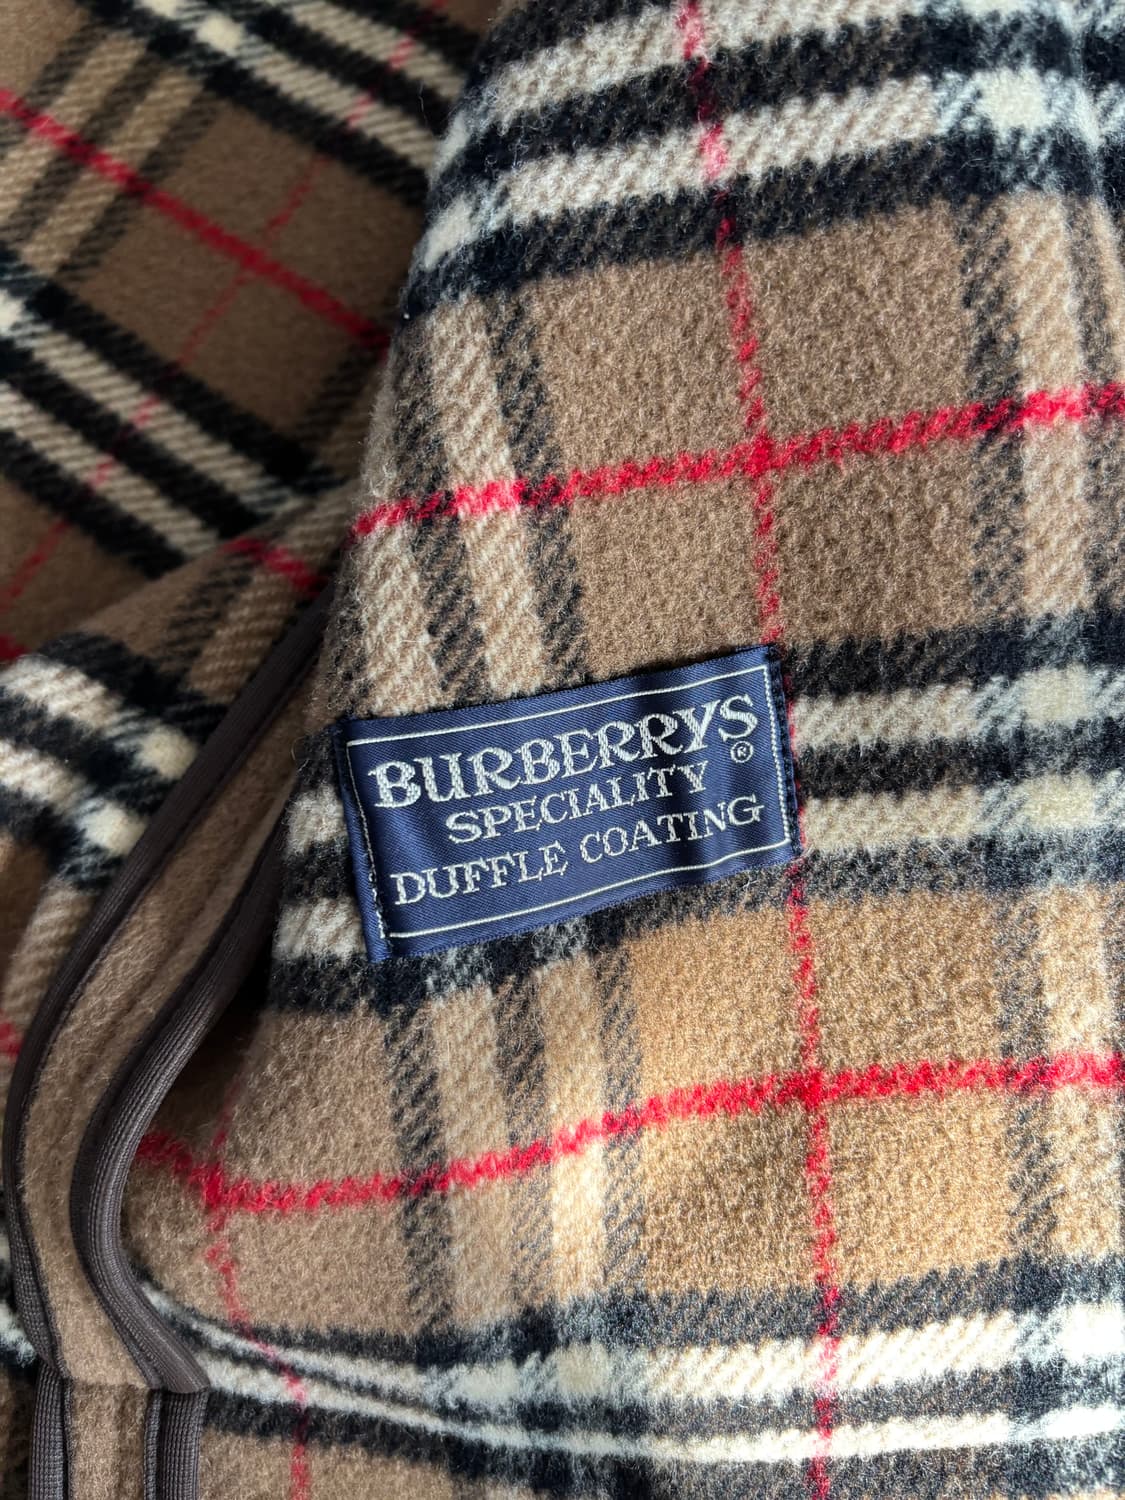 BURBERRYS
®
SPECIALITY
DUFFLE COATING